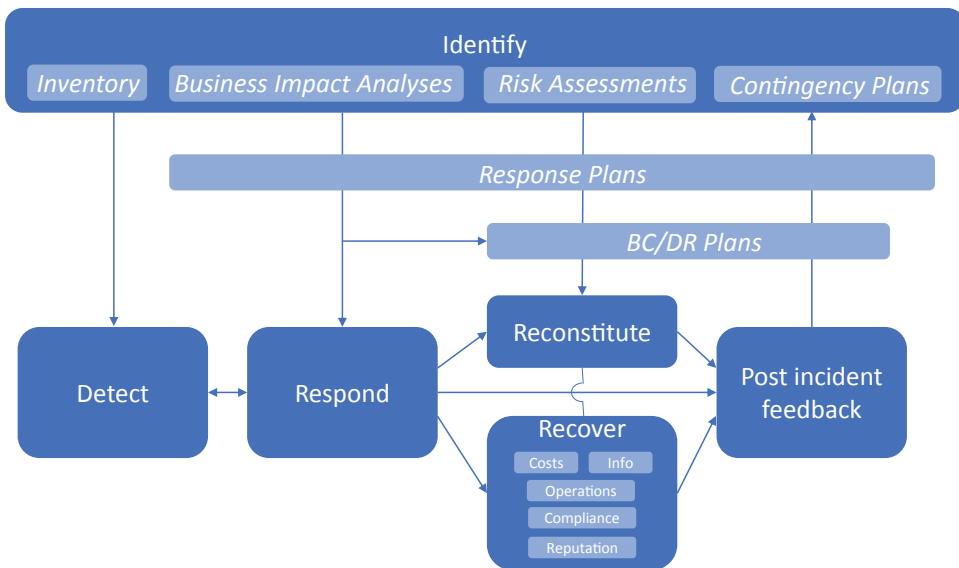 Identify
Inventory
Business Impact Analyses
Risk Assessments
Contingency Plans
Response Plans
BC/DR Plans
Detect
Respond
Reconstitute
Post incident
feedback
Recover
Costs
Info
Operations
Compliance
Reputation